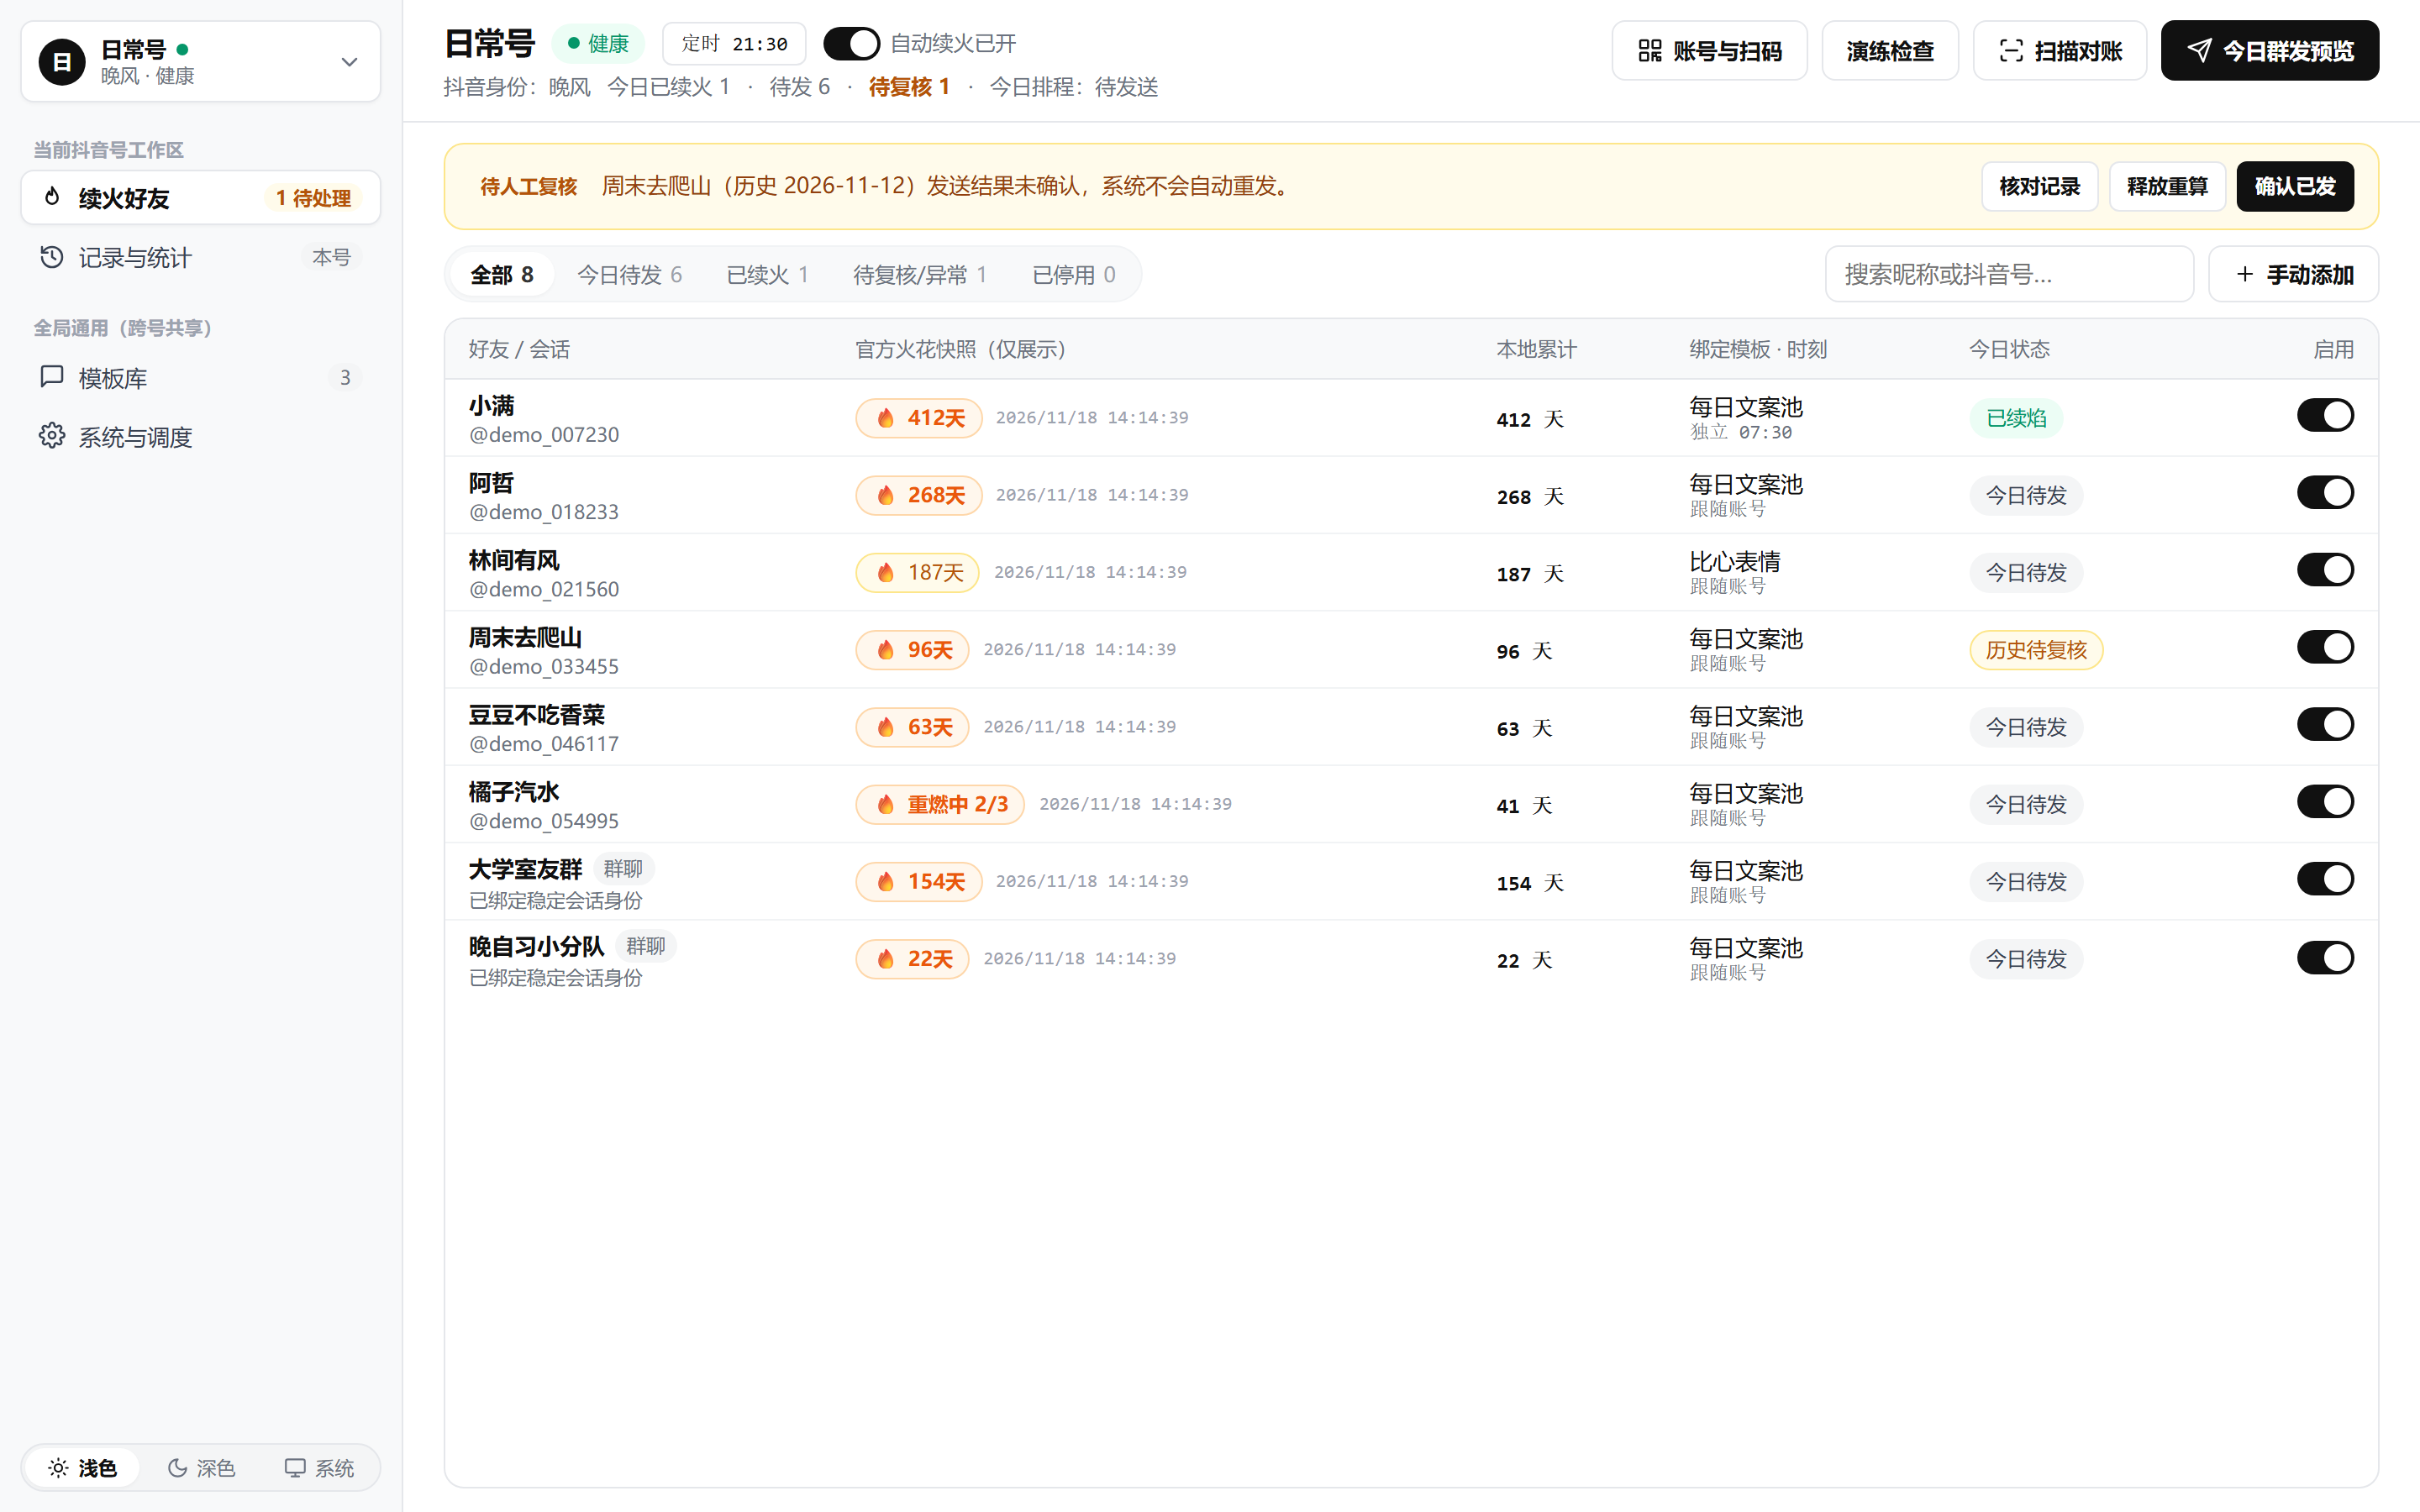 日
日常号
晚风 · 健康
当前抖音号工作区
续火好友
1 待处理
记录与统计
本号
全局通用（跨号共享）
模板库
3
系统与调度
浅色
深色
系统
日常号
健康
定时 21:30
自动续火已开
抖音身份：晚风 今日已续火 1 · 待发 6 · 待复核 1 · 今日排程：待发送
账号与扫码
演练检查
扫描对账
今日群发预览
待人工复核 周末去爬山（历史 2026-11-12）发送结果未确认，系统不会自动重发。
核对记录
释放重算
确认已发
全部 8
今日待发 6
已续火 1
待复核/异常 1
已停用 0
搜索昵称或抖音号...
手动添加
好友 / 会话 官方火花快照（仅展示） 本地累计 绑定模板 · 时刻 今日状态 启用
小满
@demo_007230
412天 2026/11/18 14:14:39
412 天
每日文案池
独立 07:30
已续焰
阿哲
@demo_018233
268天 2026/11/18 14:14:39
268 天
每日文案池
跟随账号
今日待发
林间有风
@demo_021560
187天 2026/11/18 14:14:39
187 天
比心表情
跟随账号
今日待发
周末去爬山
@demo_033455
96天 2026/11/18 14:14:39
96 天
每日文案池
跟随账号
历史待复核
豆豆不吃香菜
@demo_046117
63天 2026/11/18 14:14:39
63 天
每日文案池
跟随账号
今日待发
橘子汽水
@demo_054995
重燃中 2/3 2026/11/18 14:14:39
41 天
每日文案池
跟随账号
今日待发
大学室友群 群聊
已绑定稳定会话身份
154天 2026/11/18 14:14:39
154 天
每日文案池
跟随账号
今日待发
晚自习小分队 群聊
已绑定稳定会话身份
22天 2026/11/18 14:14:39
22 天
每日文案池
跟随账号
今日待发